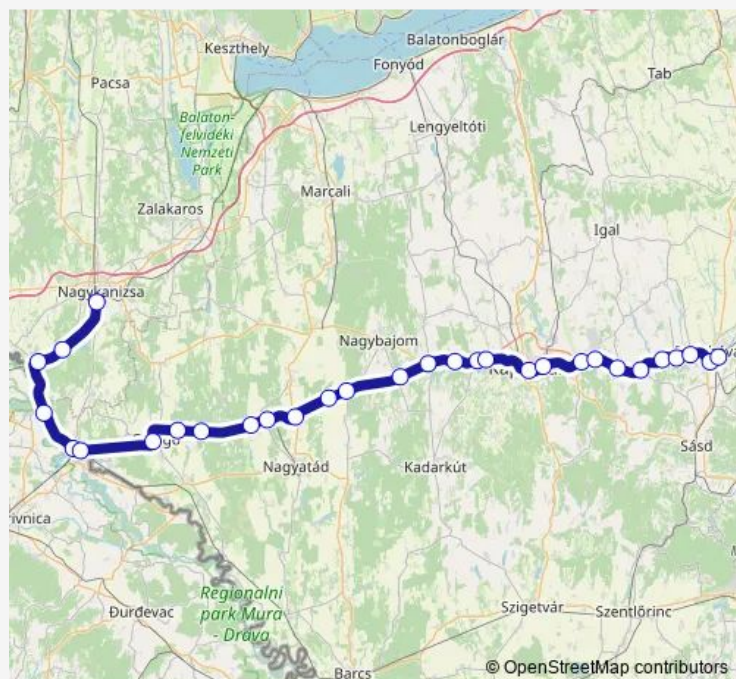 Keszthely
Balatonboglár
Fonyód
Tab
Pacsa
Balaton-
felvidéki
Nemzeti
Park
Lengyeltóti
Marcali
Zalakaros
Igal
Nagykanizsa
Nagybajom
Sásd
Nagyatád
Kadarkút
rivnica
Regionalni
park Mura
- Drava
Đurđevac
Szigetvár
Szentlőrinc
Barcs
© OpenStreetMap contributors